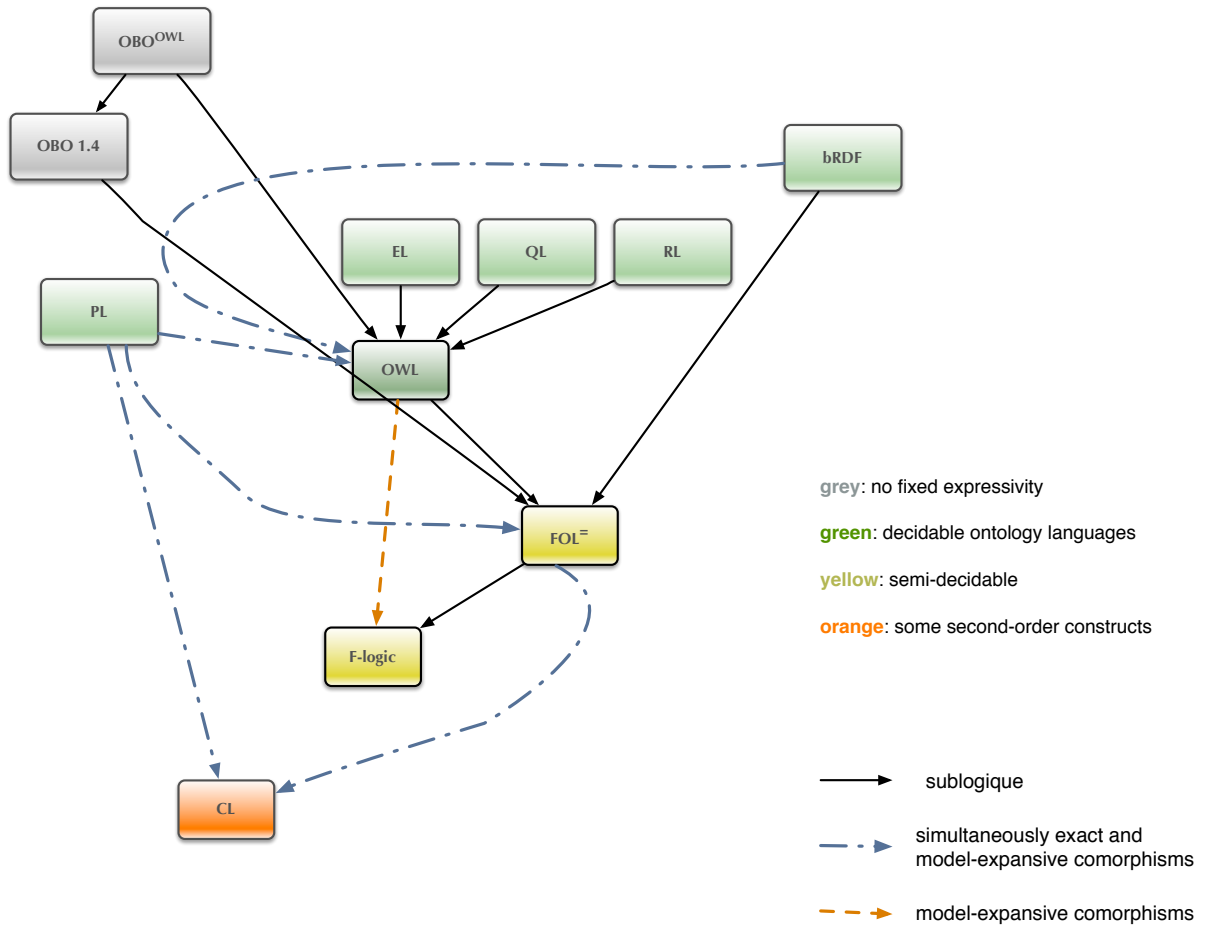 OBO^OWL
OBO 1.4
bRDF
EL
QL
RL
PL
OWL
grey: no fixed expressivity
green: decidable ontology languages
FOL^=
yellow: semi-decidable
orange: some second-order constructs
F-logic
sublogique
CL
simultaneously exact and
model-expansive comorphisms
model-expansive comorphisms